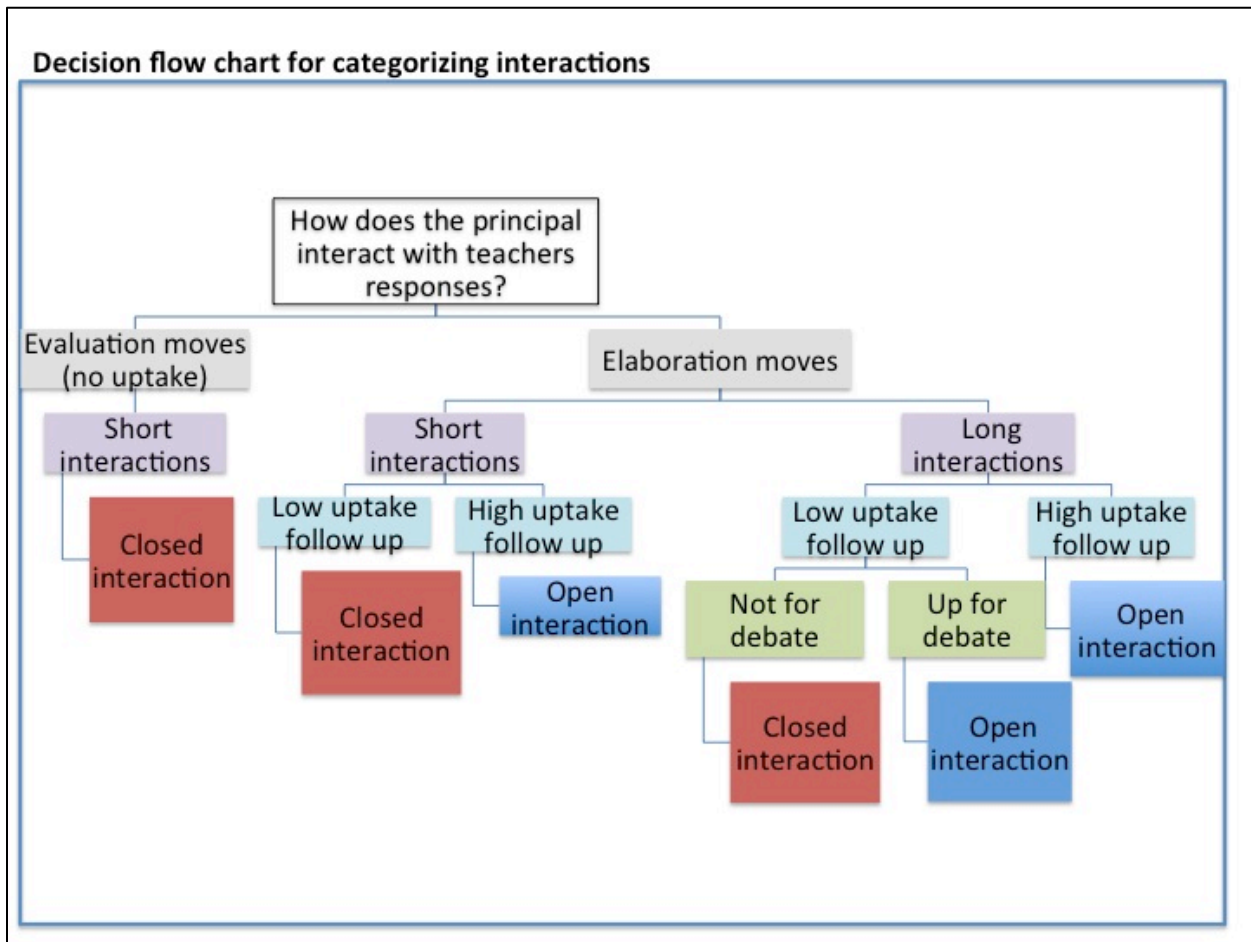 Decision flow chart for categorizing interactions
How does the principal
interact with teachers
responses?
Evaluation moves
(no uptake)
Elaboration moves
Short
interactions
Short
interactions
Long
interactions
Closed
interaction
Low uptake
follow up
High uptake
follow up
Low uptake
follow up
High uptake
follow up
Closed
interaction
Open
interaction
Not for
debate
Up for
debate
Open
interaction
Closed
interaction
Open
interaction